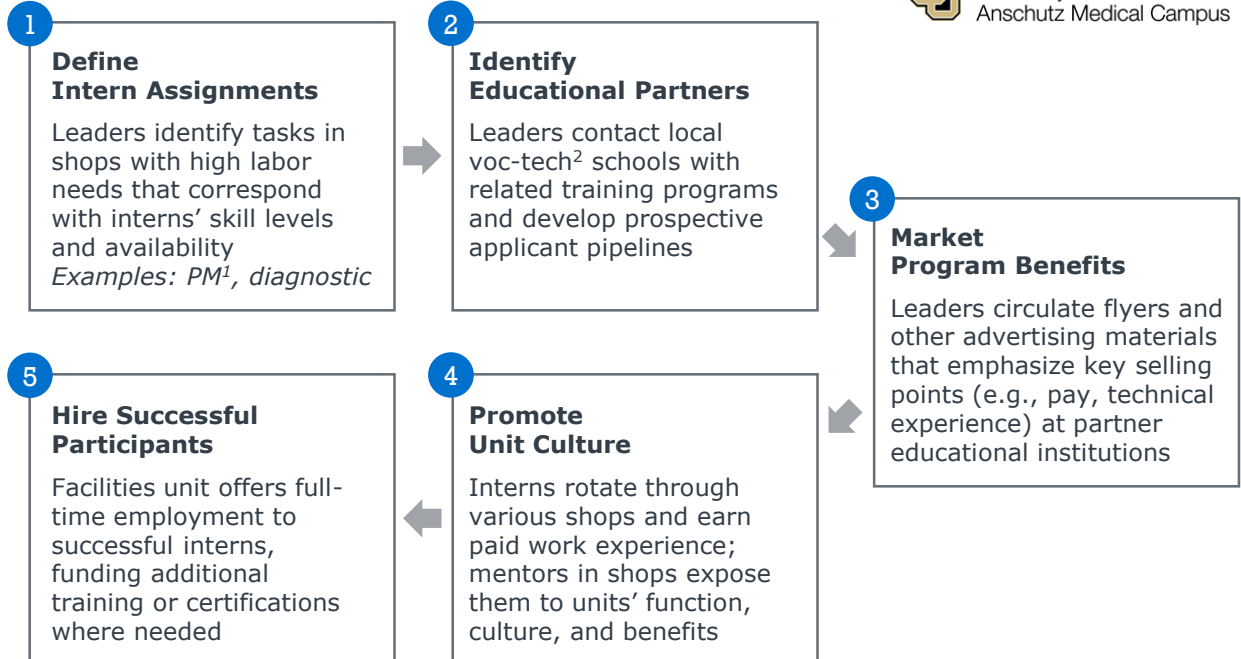 Anschutz Medical Campus
1
Define
Intern Assignments
Leaders identify tasks in
shops with high labor
needs that correspond
with interns’ skill levels
and availability
Examples: PM¹, diagnostic
2
Identify
Educational Partners
Leaders contact local
voc-tech² schools with
related training programs
and develop prospective
applicant pipelines
3
Market
Program Benefits
Leaders circulate flyers and
other advertising materials
that emphasize key selling
points (e.g., pay, technical
experience) at partner
educational institutions
4
Promote
Unit Culture
Interns rotate through
various shops and earn
paid work experience;
mentors in shops expose
them to units’ function,
culture, and benefits
5
Hire Successful
Participants
Facilities unit offers full-
time employment to
successful interns,
funding additional
training or certifications
where needed